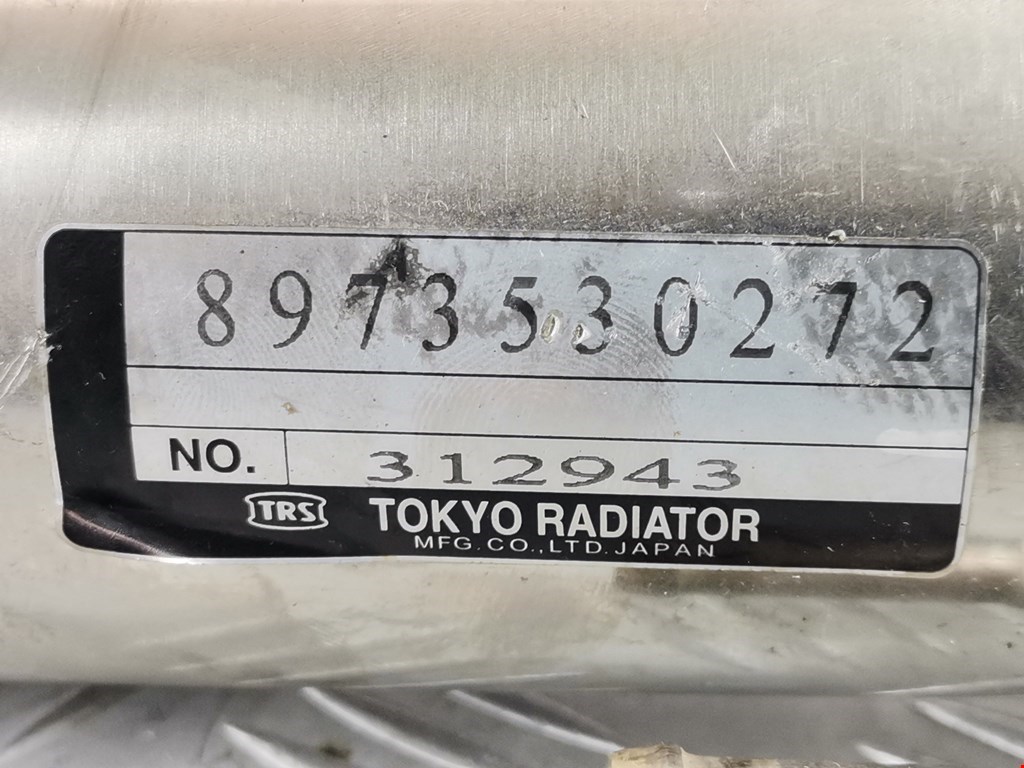 8973530272
NO. 312943
TRS TOKYO RADIATOR
MFG. CO., LTD. JAPAN